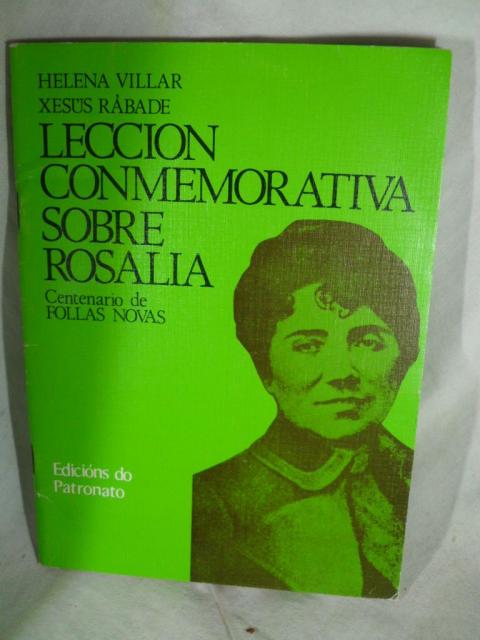 HELENA VILLAR
XESÚS RÁBADE
LECCION
CONMEMORATIVA
SOBRE
ROSALIA
Centenario de
FOLLAS NOVAS
Edicións do
Patronato